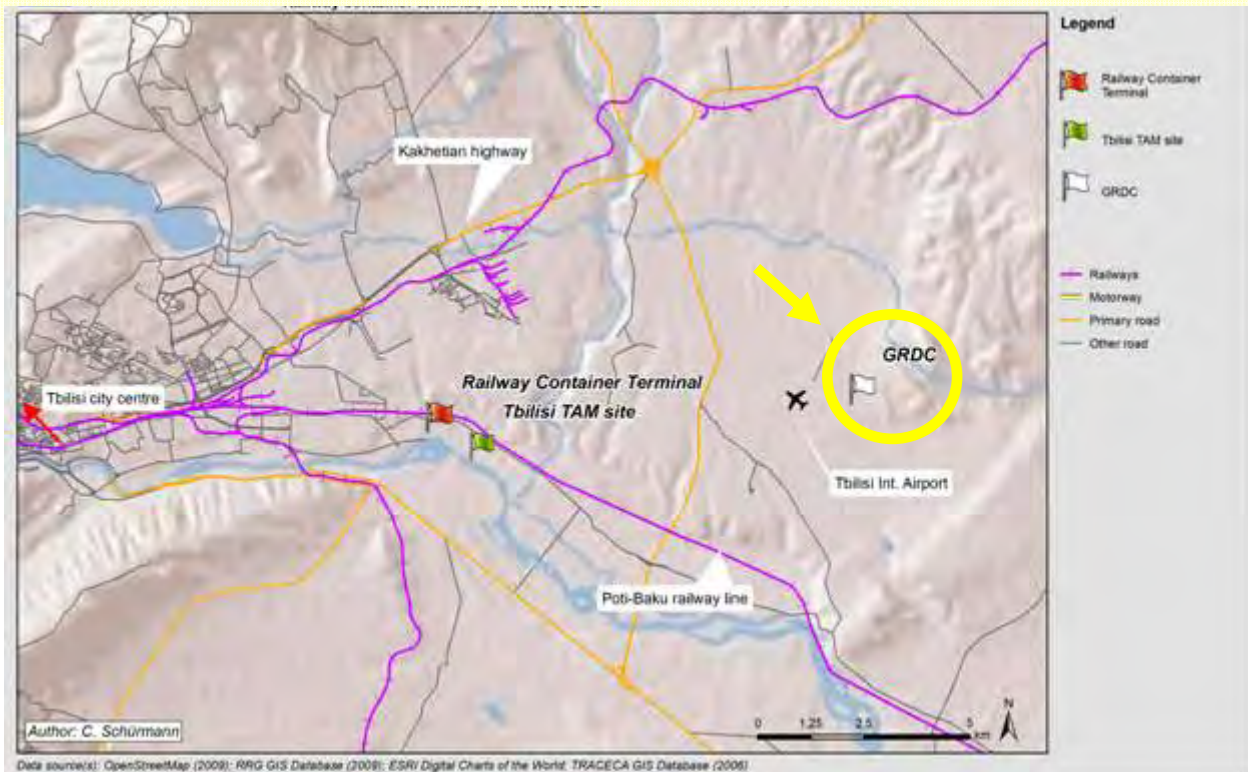 Legend
Railway Container
Terminal
Tbilisi TAM site
GRDC
Railways
Motorway
Primary road
Other road
Kakhetian highway
GRDC
Railway Container Terminal
Tbilisi TAM site
Tbilisi city centre
Tbilisi Int. Airport
Poti-Baku railway line
N
0 1.25 2.5 5
km
Author: C. Schürmann
Data source(s): OpenStreetMap (2009); RRG GIS Database (2009); ESRI Digital Charts of the World; TRACECA GIS Database (2006)